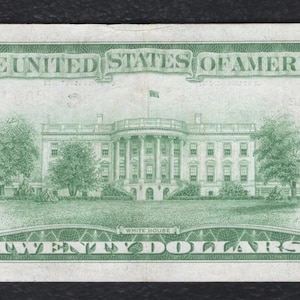 UNITED STATES OF AMER
WHITE HOUSE
TWENTY DOLLARS